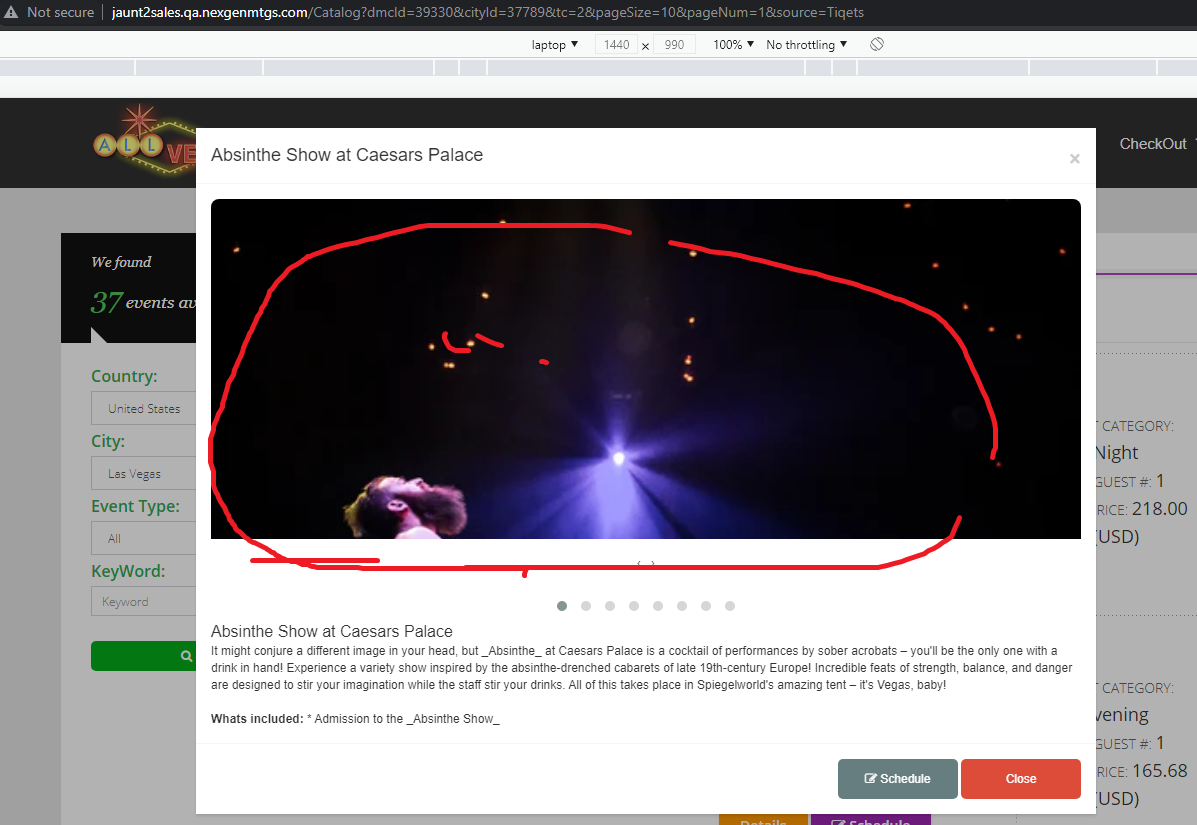 Not secure
jaunt2sales.qa.nexgenmtgs.com/Catalog?dmcId=39330&cityId=37789&tc=2&pageSize=10&pageNum=1&source=Tiqets
laptop ▼ 1440 x 990 100% ▼ No throttling ▼
ALL VE
CheckOut
Absinthe Show at Caesars Palace
×
We found
37 events av
Country:
United States
City:
Las Vegas
Event Type:
All
KeyWord:
Keyword
CATEGORY:
Night
GUEST #: 1
RICE: 218.00
(USD)
‹ ›
Absinthe Show at Caesars Palace
It might conjure a different image in your head, but _Absinthe_ at Caesars Palace is a cocktail of performances by sober acrobats – you'll be the only one with a
drink in hand! Experience a variety show inspired by the absinthe-drenched cabarets of late 19th-century Europe! Incredible feats of strength, balance, and danger
are designed to stir your imagination while the staff stir your drinks. All of this takes place in Spiegelworld's amazing tent – it's Vegas, baby!
Whats included: * Admission to the _Absinthe Show_
CATEGORY:
vening
GUEST #: 1
RICE: 165.68
(USD)
Schedule
Close
Details
Schedule